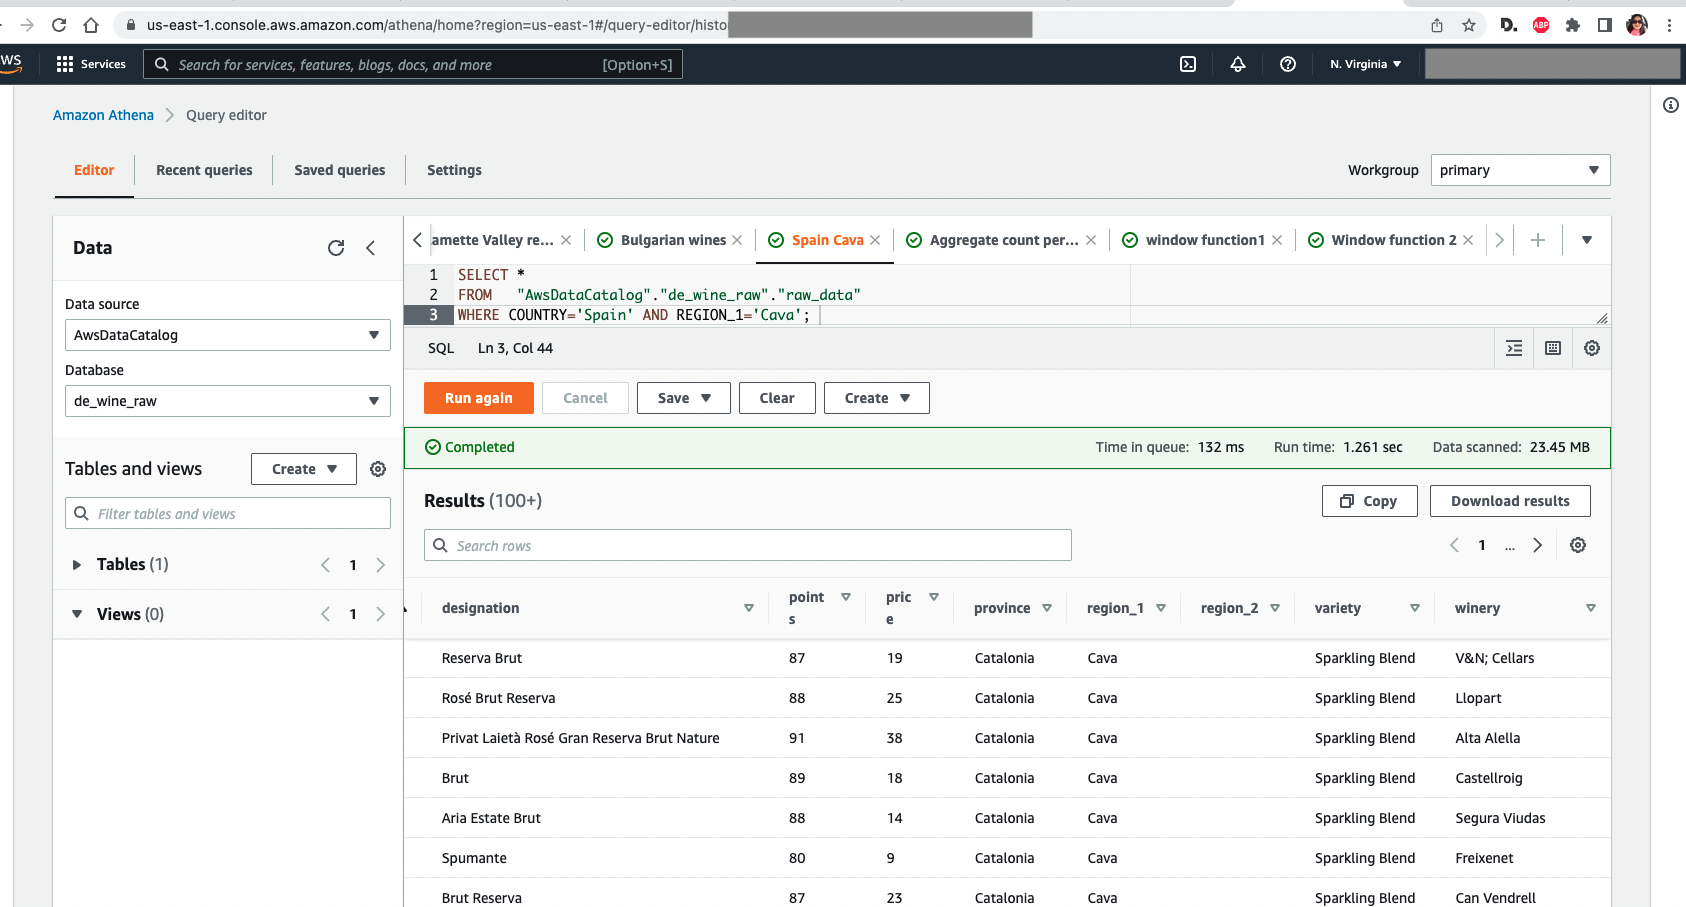 us-east-1.console.aws.amazon.com/athena/home?region=us-east-1#/query-editor/histo
D. ABP
WS Services Search for services, features, blogs, docs, and more [Option+S] N. Virginia
Amazon Athena Query editor
Editor Recent queries Saved queries Settings Workgroup primary
Data
Data source
AwsDataCatalog
Database
de_wine_raw
Tables and views Create
Filter tables and views
Tables (1) 1
Views (0) 1
amette Valley re... Bulgarian wines Spain Cava Aggregate count per... window function1 Window function 2
1 SELECT *
2 FROM "AwsDataCatalog"."de_wine_raw"."raw_data"
3 WHERE COUNTRY='Spain' AND REGION_1='Cava';
SQL Ln 3, Col 44
Run again Cancel Save Clear Create
Completed Time in queue: 132 ms Run time: 1.261 sec Data scanned: 23.45 MB
Results (100+) Copy Download results
Search rows 1 ...
designation points price province region_1 region_2 variety winery
Reserva Brut 87 19 Catalonia Cava Sparkling Blend V&N; Cellars
Rosé Brut Reserva 88 25 Catalonia Cava Sparkling Blend Llopart
Privat Laietà Rosé Gran Reserva Brut Nature 91 38 Catalonia Cava Sparkling Blend Alta Alella
Brut 89 18 Catalonia Cava Sparkling Blend Castellroig
Aria Estate Brut 88 14 Catalonia Cava Sparkling Blend Segura Viudas
Spumante 80 9 Catalonia Cava Sparkling Blend Freixenet
Brut Reserva 87 23 Catalonia Cava Sparkling Blend Can Vendrell